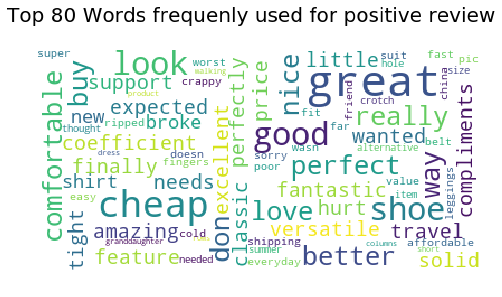 Top 80 Words frequenly used for positive review
super
look
worst
walking
crappy
support
buy
expected
new
ripped
broke
thought
coefficient
comfortable
finally
dress
doesn
fingers
shirt
needs
easy
cheap
tight
amazing
cold
granddaughter
needed
feature
don
excellent
classic
perfectly
price
product
nice
little
suit
hole
fast
pic
great
friend
crotch
china
size
good
fit
far
really
wasn
wanted
belt
sorry
poor
perfect
alternative
way
compliments
fantastic
value
item
leggings
love
hurt
shoe
versatile
travel
shipping
summer
everyday
better
columns
affordable
short
solid